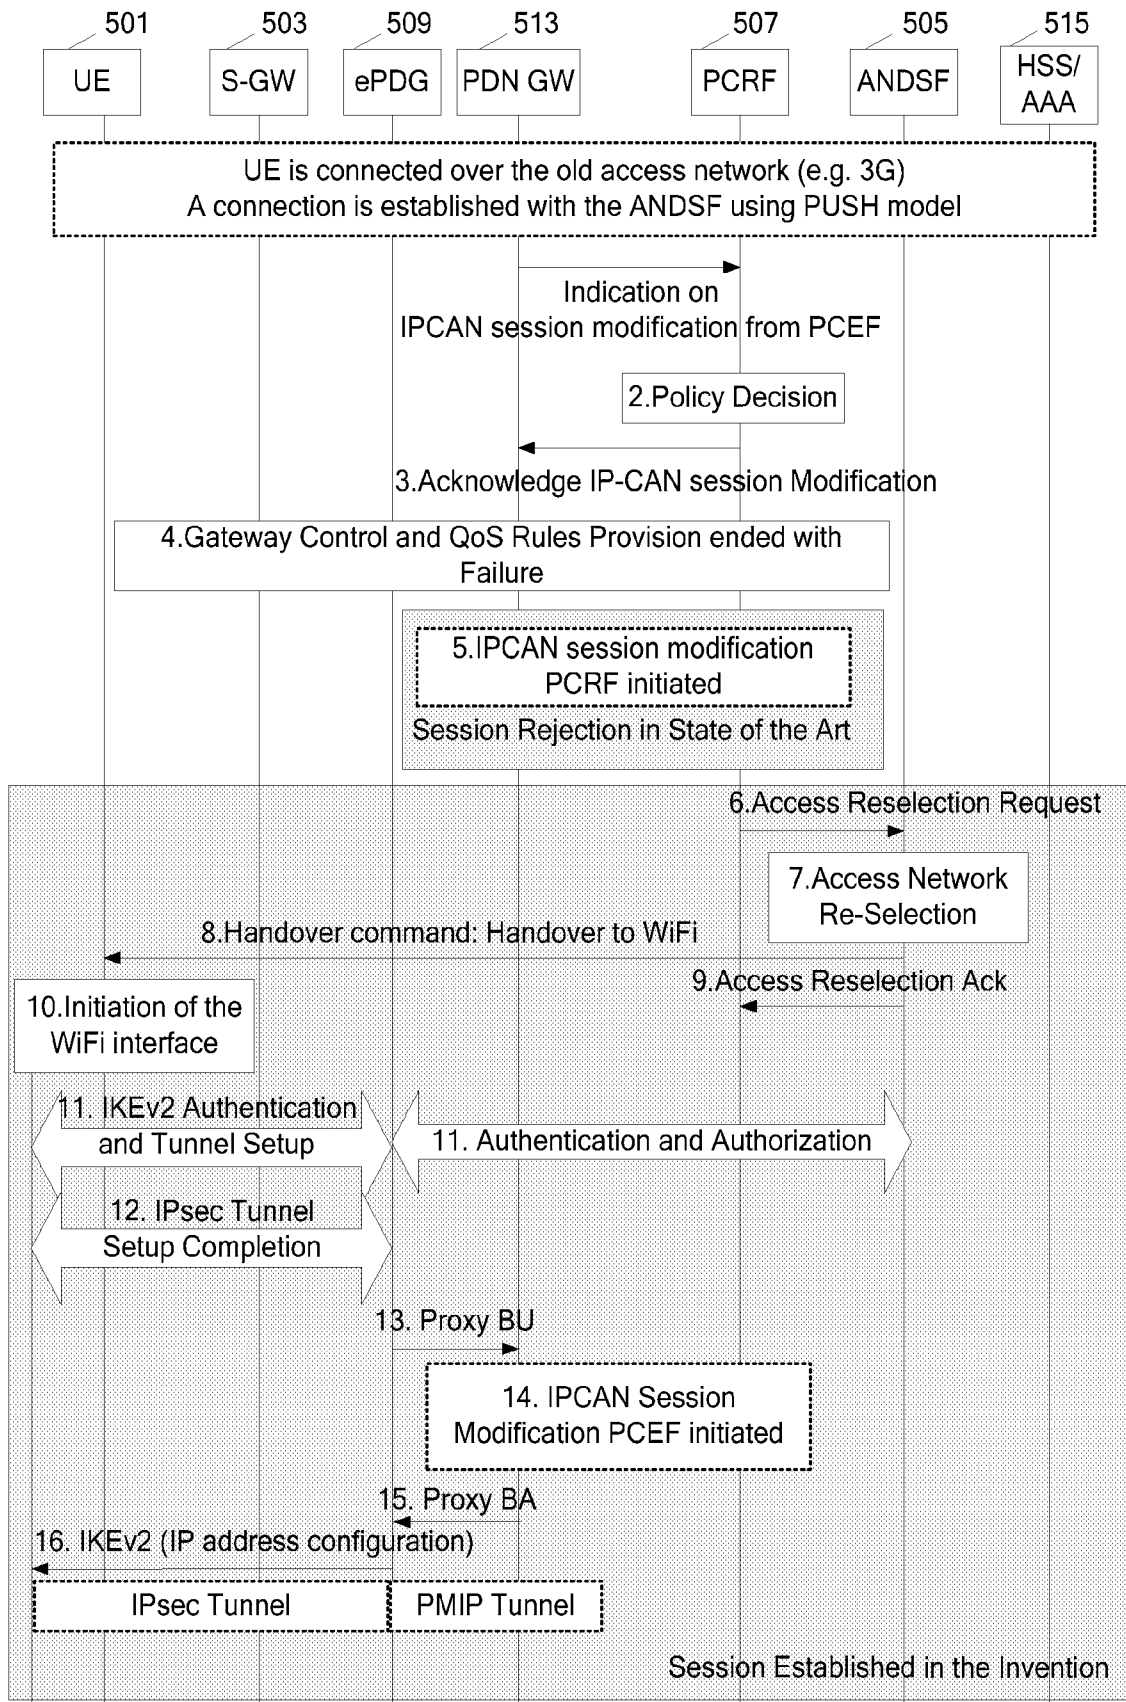 501
503
509
513
507
505
515
UE
S-GW
ePDG
PDN GW
PCRF
ANDSF
HSS/
AAA
UE is connected over the old access network (e.g. 3G)
A connection is established with the ANDSF using PUSH model
Indication on
IPCAN session modification from PCEF
2.Policy Decision
3.Acknowledge IP-CAN session Modification
4.Gateway Control and QoS Rules Provision ended with
Failure
5.IPCAN session modification
PCRF initiated
Session Rejection in State of the Art
6.Access Reselection Request
7.Access Network
Re-Selection
8.Handover command: Handover to WiFi
9.Access Reselection Ack
10.Initiation of the
WiFi interface
11. IKEv2 Authentication
and Tunnel Setup
11. Authentication and Authorization
12. IPsec Tunnel
Setup Completion
13. Proxy BU
14. IPCAN Session
Modification PCEF initiated
15. Proxy BA
16. IKEv2 (IP address configuration)
IPsec Tunnel
PMIP Tunnel
Session Established in the Invention